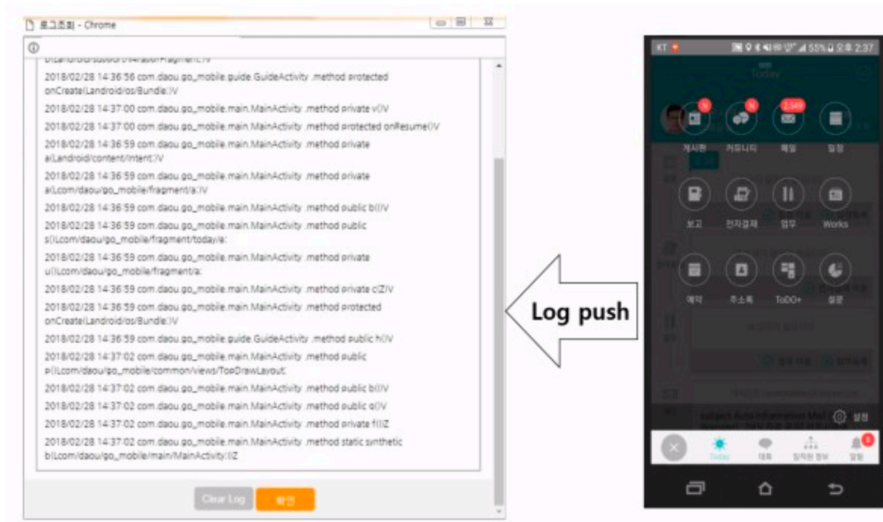 로그조회 - Chrome
2018/02/28 14:36:56 com.daou.go_mobile.guide.GuideActivity .method protected
onCreate(Landroid/os/Bundle;)V
2018/02/28 14:37:00 com.daou.go_mobile.main.MainActivity .method private v()V
2018/02/28 14:37:00 com.daou.go_mobile.main.MainActivity .method protected onResume()V
2018/02/28 14:36:59 com.daou.go_mobile.main.MainActivity .method private
a(Landroid/content/Intent;)V
2018/02/28 14:36:59 com.daou.go_mobile.main.MainActivity .method private
a(Lcom/daou/go_mobile/fragment/a;)V
2018/02/28 14:36:59 com.daou.go_mobile.main.MainActivity .method public b(I)V
2018/02/28 14:36:59 com.daou.go_mobile.main.MainActivity .method public
s()Lcom/daou/go_mobile/fragment/today/e;
2018/02/28 14:36:59 com.daou.go_mobile.main.MainActivity .method private
u()Lcom/daou/go_mobile/fragment/a;
2018/02/28 14:36:59 com.daou.go_mobile.main.MainActivity .method private c(Z)V
2018/02/28 14:36:59 com.daou.go_mobile.main.MainActivity .method protected
onCreate(Landroid/os/Bundle;)V
2018/02/28 14:36:59 com.daou.go_mobile.guide.GuideActivity .method public h()V
2018/02/28 14:37:02 com.daou.go_mobile.main.MainActivity .method public
p()Lcom/daou/go_mobile/common/views/TopDrawLayout;
2018/02/28 14:37:02 com.daou.go_mobile.main.MainActivity .method public b(I)V
2018/02/28 14:37:02 com.daou.go_mobile.main.MainActivity .method public o()V
2018/02/28 14:37:02 com.daou.go_mobile.main.MainActivity .method private f(I)Z
2018/02/28 14:37:02 com.daou.go_mobile.main.MainActivity .method static synthetic
b(Lcom/daou/go_mobile/main/MainActivity;I)Z
Clear Log 확인
Log push
KT 55% 오후 2:37
Today
N N
게시판 커뮤니티 메일 일정
보고 전자결재 업무 Works
예약 주소록 ToDO+ 설문
설정
Today 대화 임직원 정보 알림